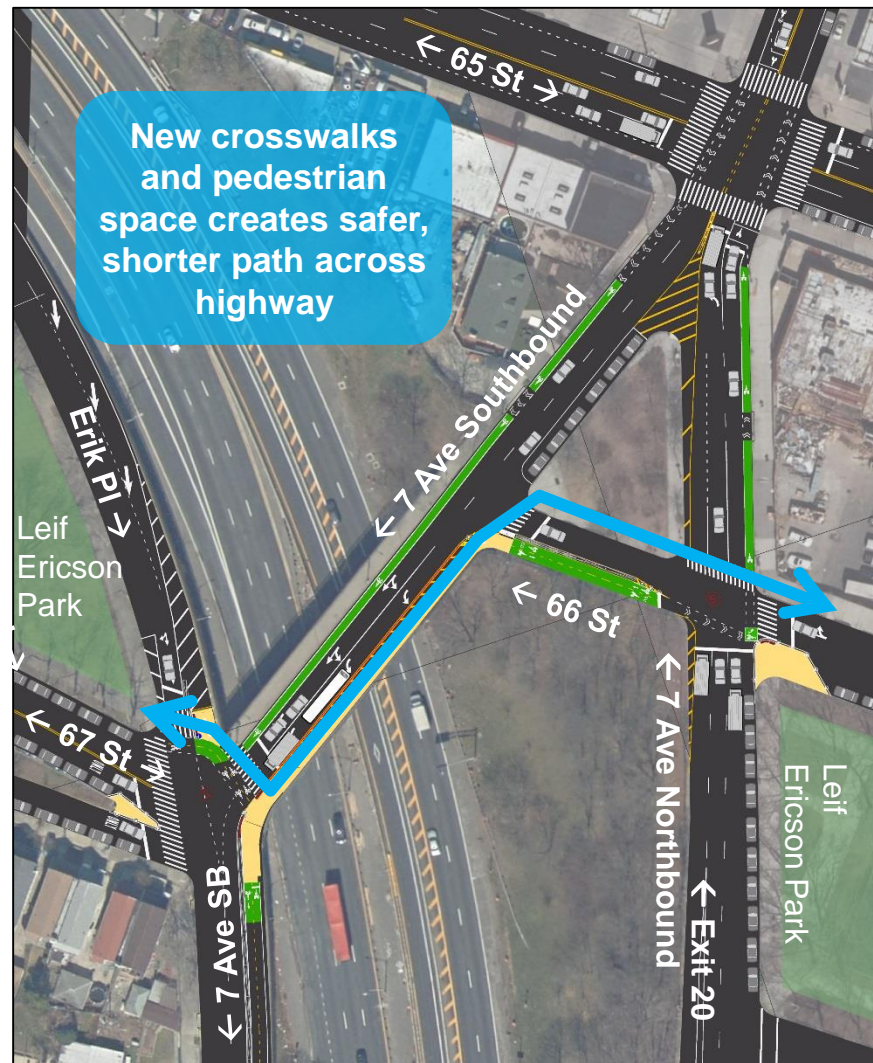 ← 65 St →
New crosswalks
and pedestrian
space creates safer,
shorter path across
highway
← 7 Ave Southbound
Erik Pl →
Leif
Ericson
Park
← 66 St
← 67 St →
← 7 Ave SB
← 7 Ave Northbound
← Exit 20
Leif
Ericson Park